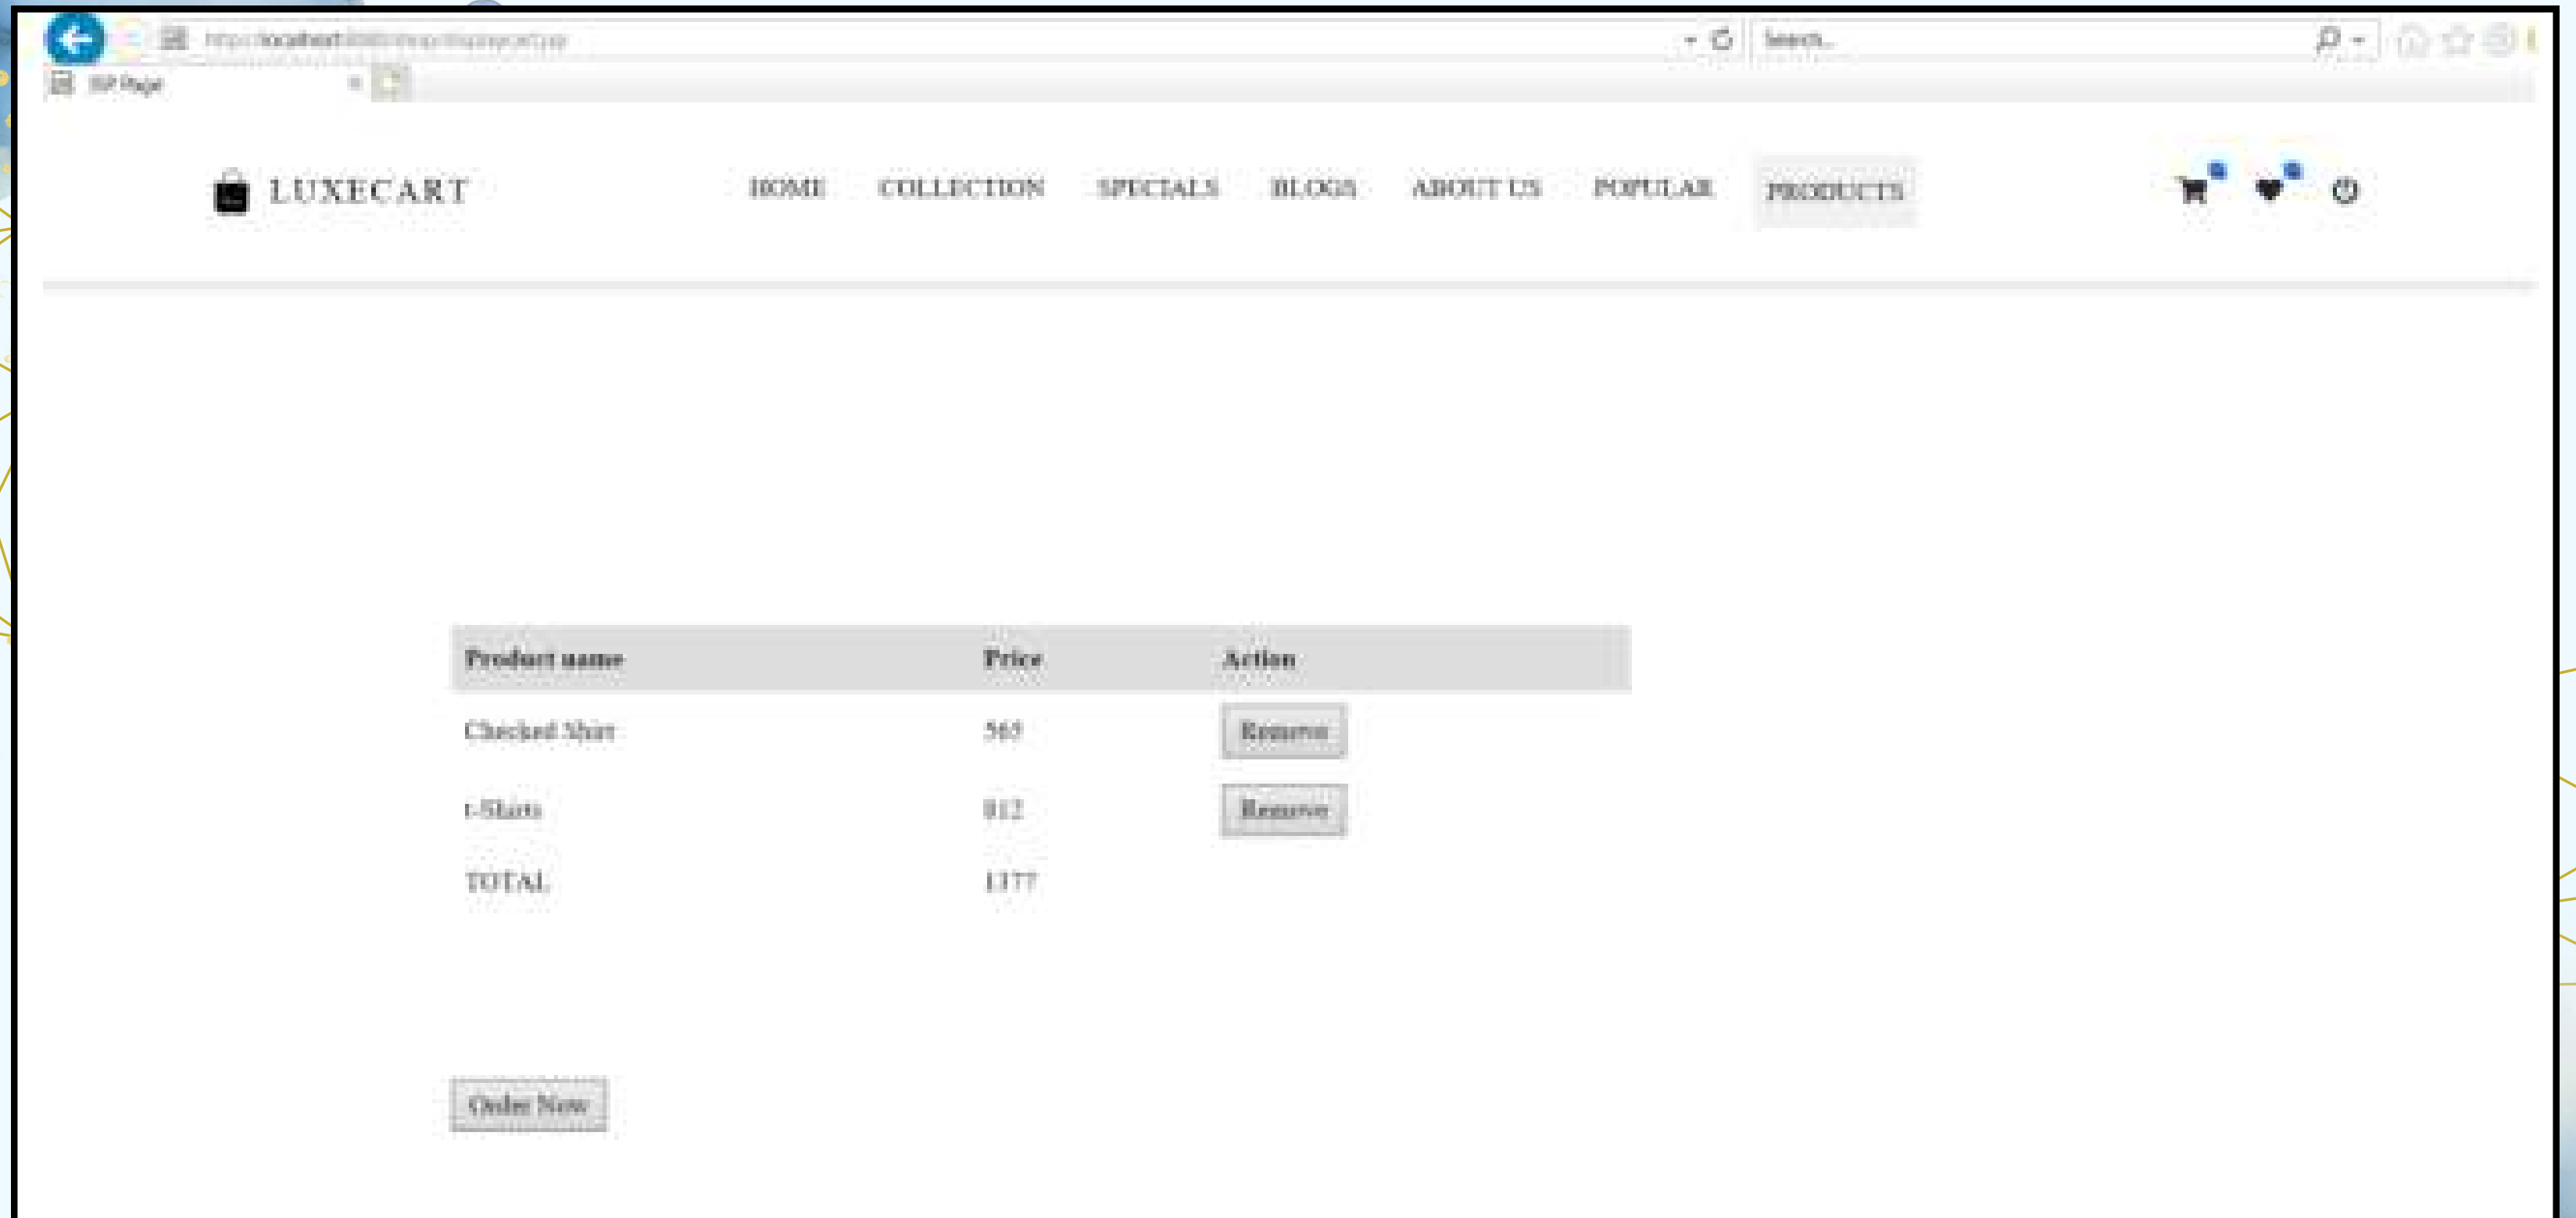 Search...
JSP Page
LUXECART HOME COLLECTION SPECIALS BLOGS ABOUT US POPULAR PRODUCTS
Product name Price Action
Checked Shirt 565 Remove
t-Shirts 812 Remove
TOTAL 1377
Order Now